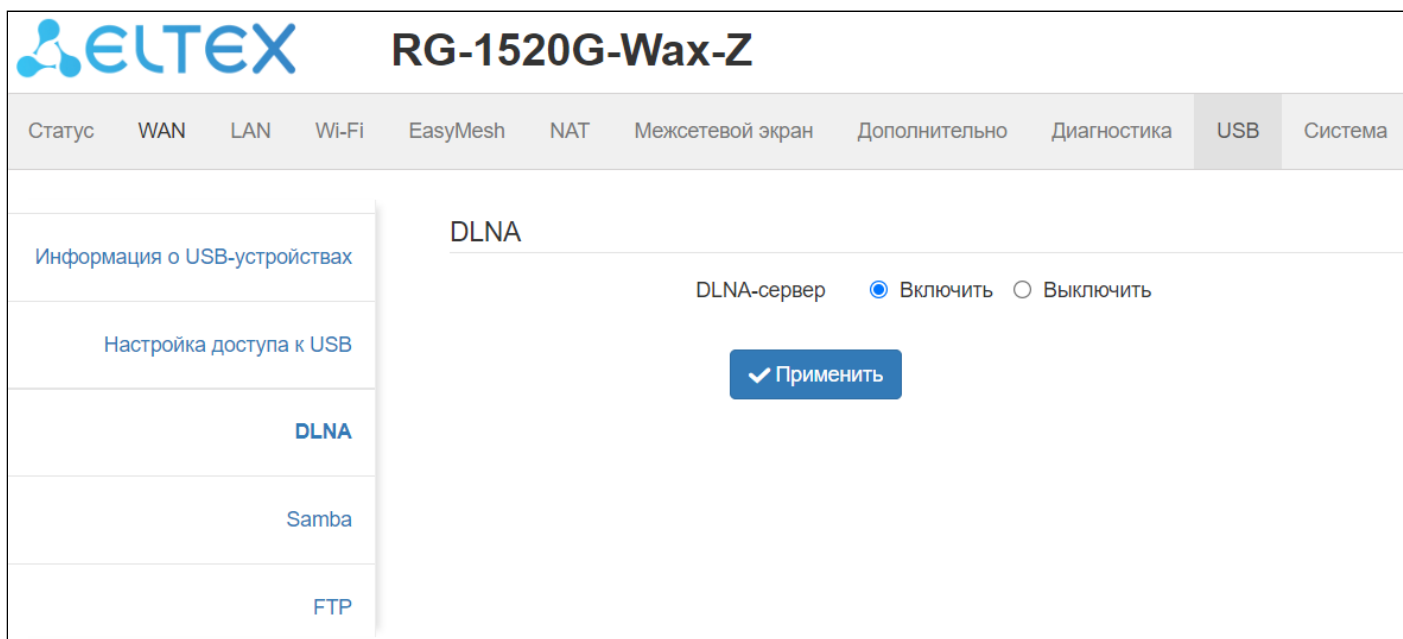 ELTEX RG-1520G-Wax-Z
Статус WAN LAN Wi-Fi EasyMesh NAT Межсетевой экран Дополнительно Диагностика USB Система
Информация о USB-устройствах
Настройка доступа к USB
DLNA
Samba
FTP
DLNA
DLNA-сервер Включить Выключить
Применить